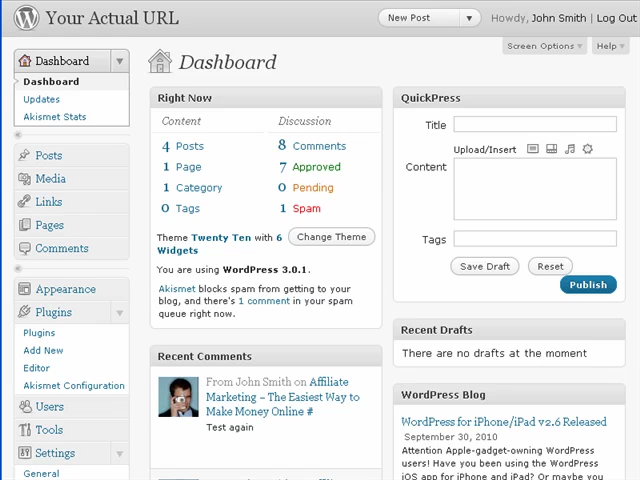 Your Actual URL
New Post
Howdy, John Smith | Log Out
Screen Options
Help
Dashboard
Dashboard
Updates
Akismet Stats
Posts
Media
Links
Pages
Comments
Appearance
Plugins
Plugins
Add New
Editor
Akismet Configuration
Users
Tools
Settings
General
Dashboard
Right Now
Content
Discussion
4 Posts
8 Comments
1 Page
7 Approved
1 Category
0 Pending
0 Tags
1 Spam
Theme Twenty Ten with 6
Widgets
Change Theme
You are using WordPress 3.0.1.
Akismet blocks spam from getting to your
blog, and there's 1 comment in your spam
queue right now.
Recent Comments
From John Smith on Affiliate
Marketing – The Easiest Way to
Make Money Online #
Test again
QuickPress
Title
Upload/Insert
Content
Tags
Save Draft
Reset
Publish
Recent Drafts
There are no drafts at the moment
WordPress Blog
WordPress for iPhone/iPad v2.6 Released
September 30, 2010
Attention Apple-gadget-owning WordPress
users! Have you been using the WordPress
iOS app for iPhone and iPad? Or maybe you